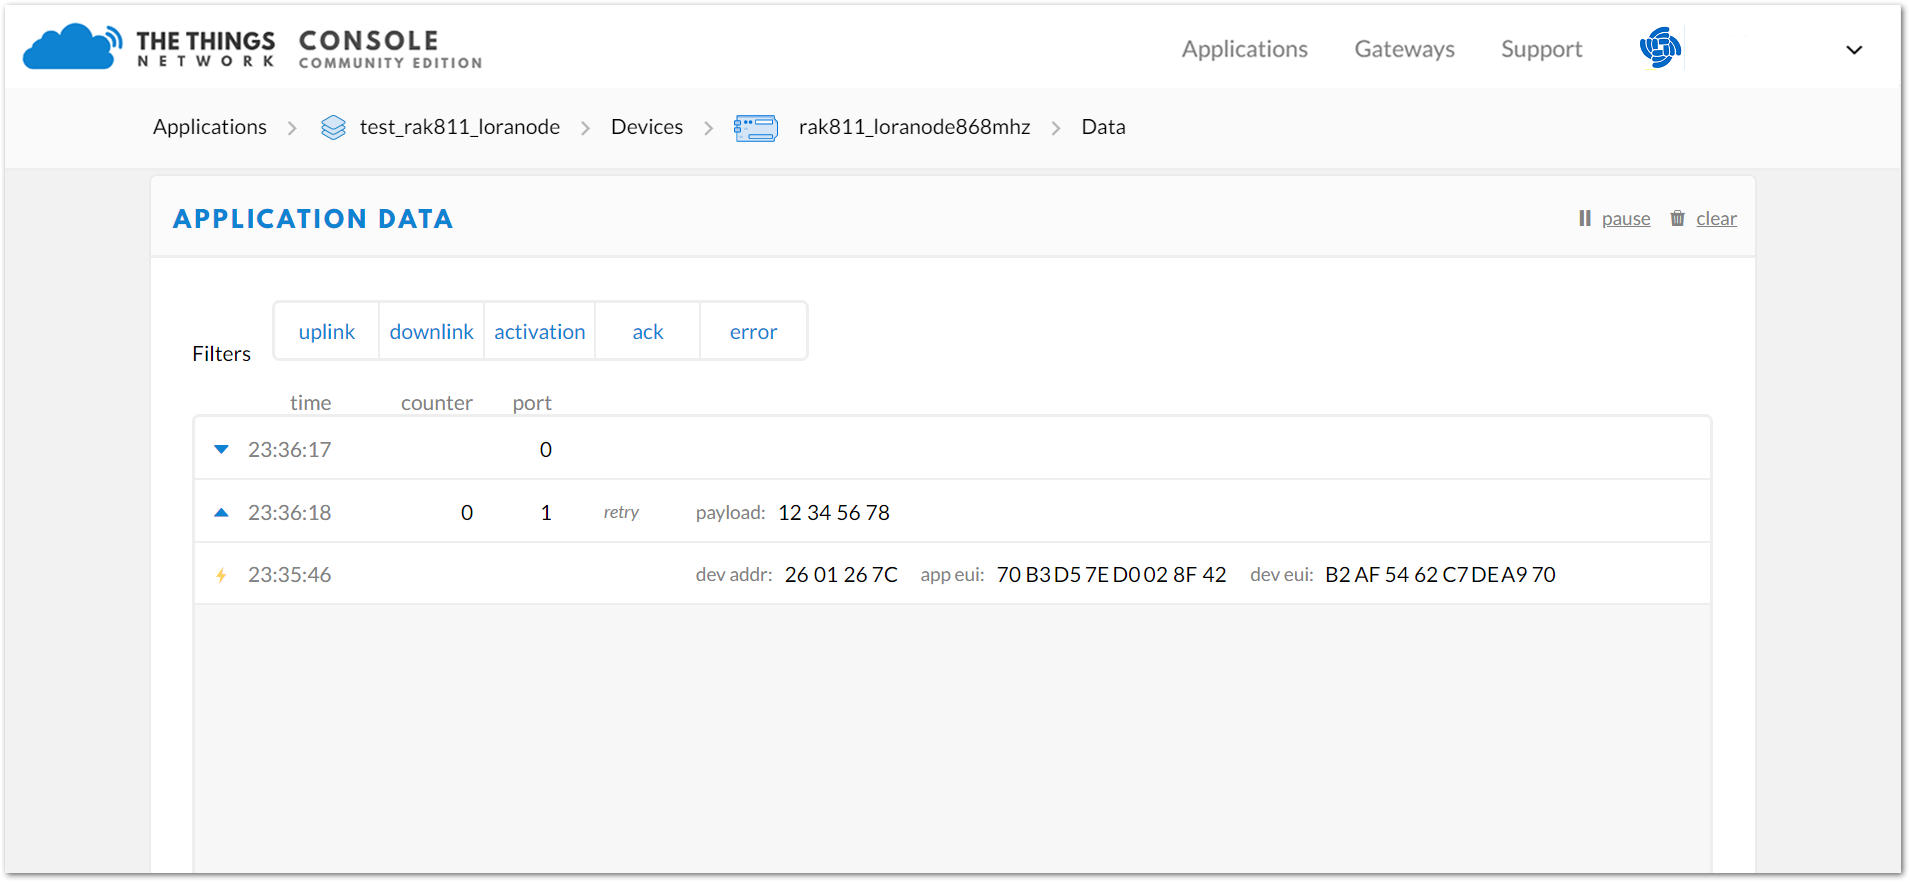 THE THINGS NETWORK CONSOLE COMMUNITY EDITION
Applications Gateways Support
Applications test_rak811_loranode Devices rak811_loranode868mhz Data
APPLICATION DATA pause clear
Filters uplink downlink activation ack error
time counter port
23:36:17 0
23:36:18 0 1 retry payload: 12 34 56 78
23:35:46 dev addr: 26 01 26 7C app eui: 70 B3 D5 7E D0 02 8F 42 dev eui: B2 AF 54 62 C7 DE A9 70